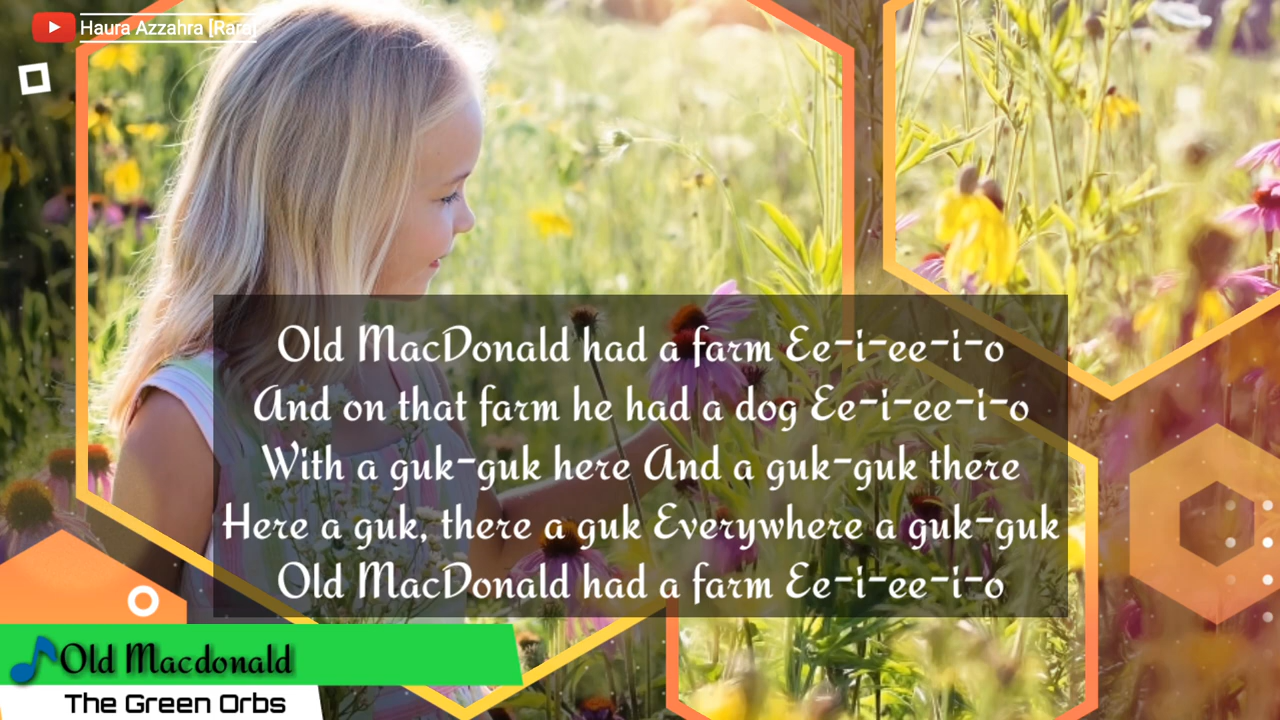 Haura Azzahra [Rara]
Old MacDonald had a farm Ee-i-ee-i-o
And on that farm he had a dog Ee-i-ee-i-o
With a guk-guk here And a guk-guk there
Here a guk, there a guk Everywhere a guk-guk
Old MacDonald had a farm Ee-i-ee-i-o
Old Macdonald
The Green Orbs